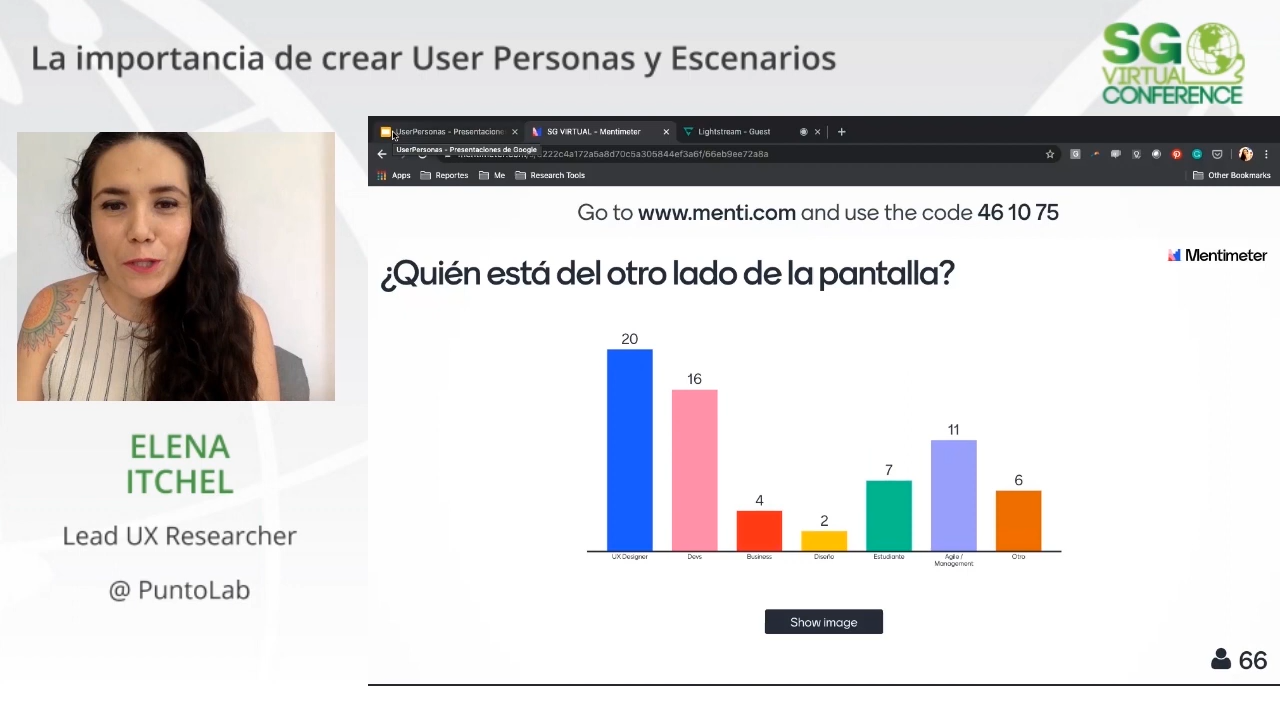 La importancia de crear User Personas y Escenarios
SG
VIRTUAL
CONFERENCE
UserPersonas - Presentacione
SG VIRTUAL - Mentimeter
Lightstream - Guest
UserPersonas - Presentaciones de Google
Apps
Reportes
Me
Research Tools
Other Bookmarks
Go to www.menti.com and use the code 46 10 75
Mentimeter
¿Quién está del otro lado de la pantalla?
20
16
4
2
7
11
6
UX Designer
Devs
Business
Diseño
Estudiante
Agile /
Management
Otro
Show image
66
ELENA
ITCHEL
Lead UX Researcher
@ PuntoLab